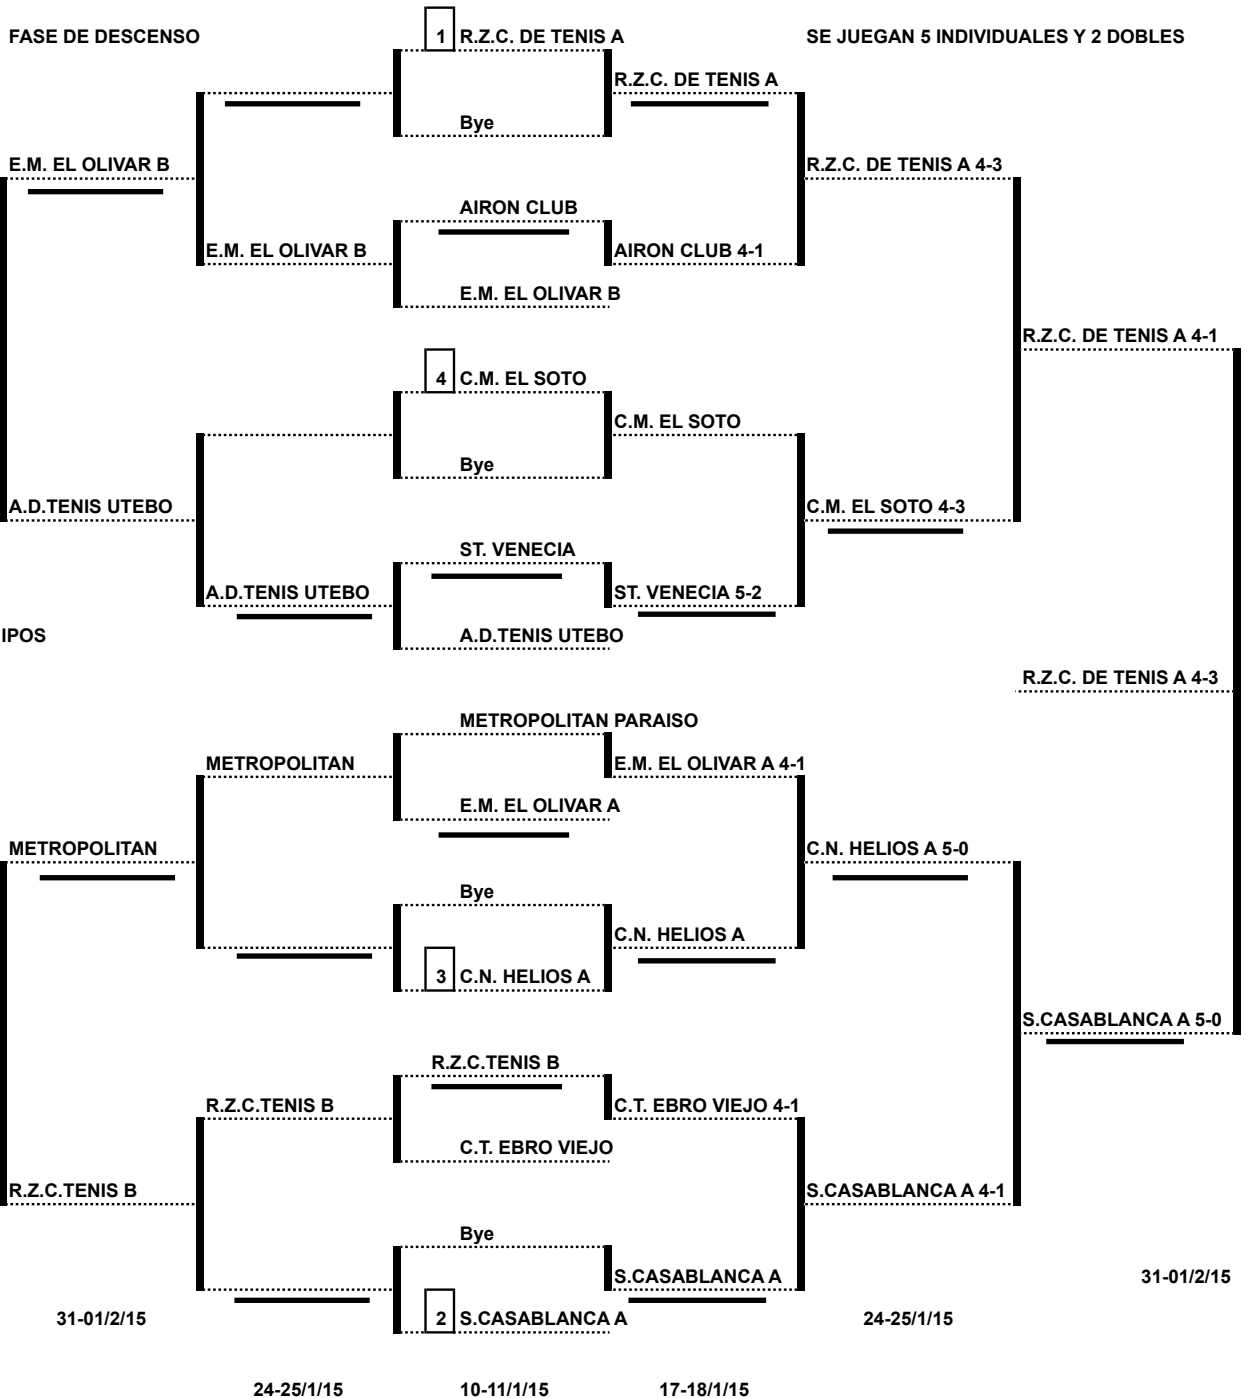 FASE DE DESCENSO
1 R.Z.C. DE TENIS A
SE JUEGAN 5 INDIVIDUALES Y 2 DOBLES
R.Z.C. DE TENIS A
Bye
E.M. EL OLIVAR B
R.Z.C. DE TENIS A 4-3
AIRON CLUB
E.M. EL OLIVAR B
AIRON CLUB 4-1
E.M. EL OLIVAR B
R.Z.C. DE TENIS A 4-1
4 C.M. EL SOTO
C.M. EL SOTO
Bye
A.D.TENIS UTEBO
C.M. EL SOTO 4-3
ST. VENECIA
A.D.TENIS UTEBO
ST. VENECIA 5-2
IPOS
A.D.TENIS UTEBO
R.Z.C. DE TENIS A 4-3
METROPOLITAN PARAISO
METROPOLITAN
E.M. EL OLIVAR A 4-1
E.M. EL OLIVAR A
METROPOLITAN
C.N. HELIOS A 5-0
Bye
C.N. HELIOS A
3 C.N. HELIOS A
S.CASABLANCA A 5-0
R.Z.C.TENIS B
R.Z.C.TENIS B
C.T. EBRO VIEJO 4-1
C.T. EBRO VIEJO
R.Z.C.TENIS B
S.CASABLANCA A 4-1
Bye
S.CASABLANCA A
31-01/2/15
31-01/2/15
2 S.CASABLANCA A
24-25/1/15
24-25/1/15
10-11/1/15
17-18/1/15